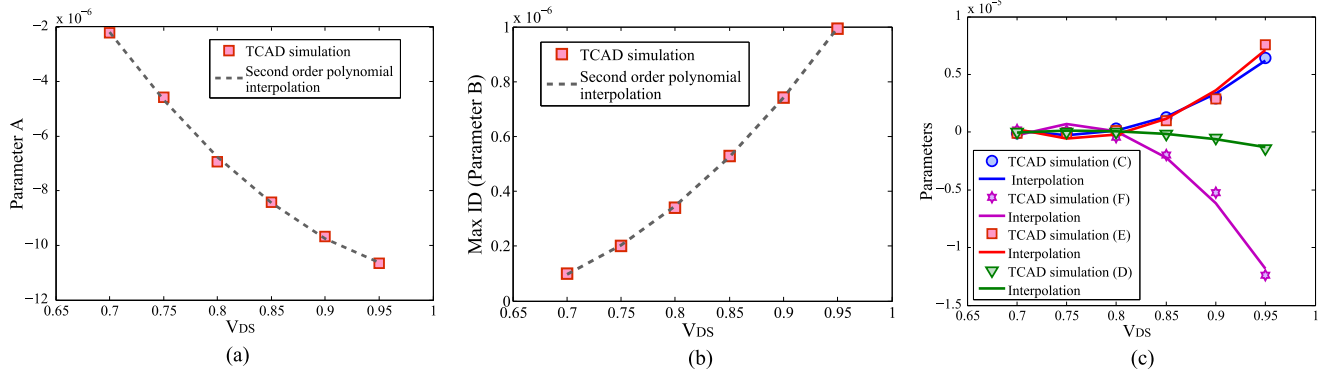 x 10⁻⁶
Parameter A
−2
−4
−6
−8
−10
−12
0.65
0.7
0.75
0.8
0.85
0.9
0.95
1
VDS
TCAD simulation
Second order polynomial
interpolation
(a)
x 10⁻⁶
Max ID (Parameter B)
1
0.8
0.6
0.4
0.2
0
0.65
0.7
0.75
0.8
0.85
0.9
0.95
1
VDS
TCAD simulation
Second order polynomial
interpolation
(b)
x 10⁻⁵
Parameters
1
0.5
0
−0.5
−1
−1.5
0.65
0.7
0.75
0.8
0.85
0.9
0.95
1
VDS
TCAD simulation (C)
Interpolation
TCAD simulation (F)
Interpolation
TCAD simulation (E)
Interpolation
TCAD simulation (D)
Interpolation
(c)